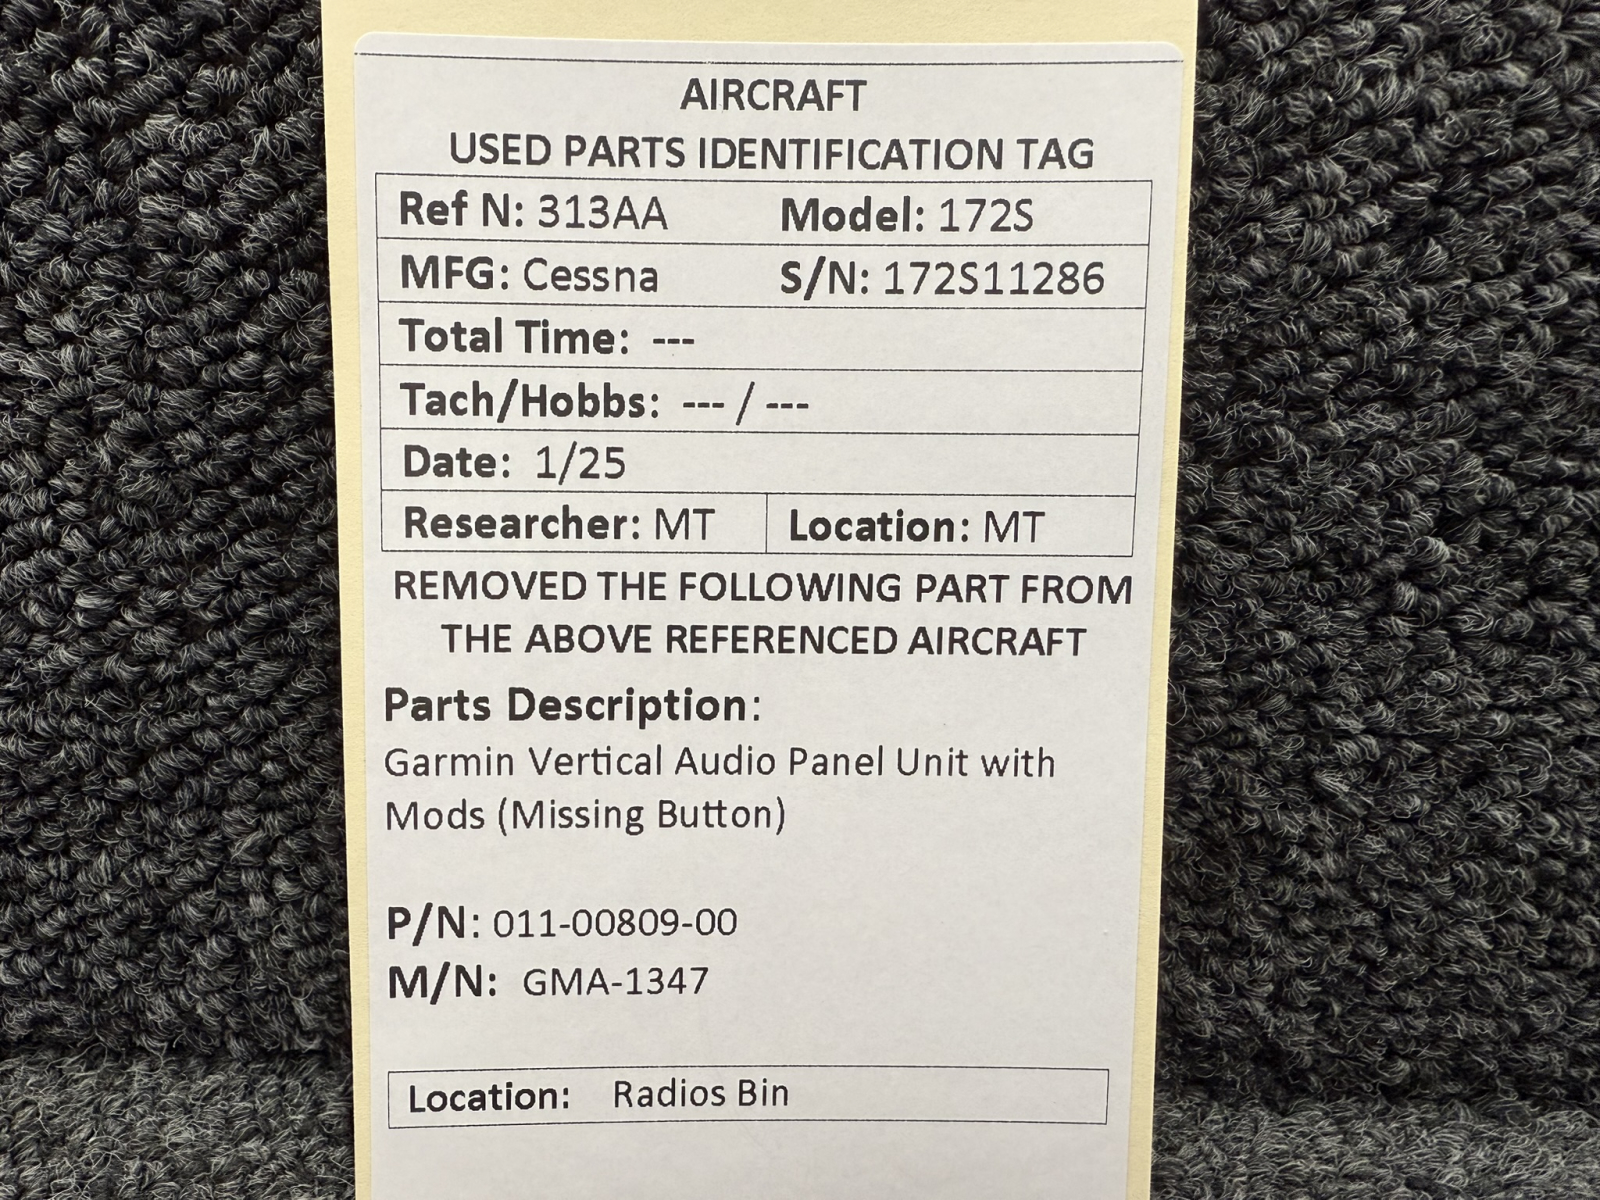 AIRCRAFT
USED PARTS IDENTIFICATION TAG
Ref N: 313AA Model: 172S
MFG: Cessna S/N: 172S11286
Total Time: ---
Tach/Hobbs: --- / ---
Date: 1/25
Researcher: MT Location: MT
REMOVED THE FOLLOWING PART FROM
THE ABOVE REFERENCED AIRCRAFT
Parts Description:
Garmin Vertical Audio Panel Unit with
Mods (Missing Button)
P/N: 011-00809-00
M/N: GMA-1347
Location: Radios Bin